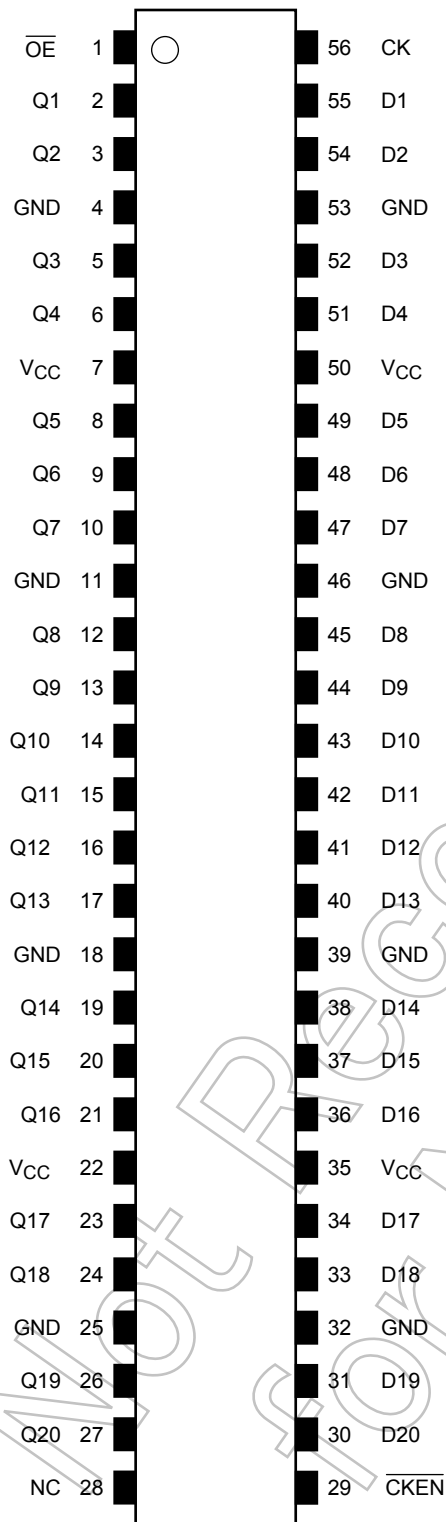 O̅E̅ 1 56 CK
Q1 2 55 D1
Q2 3 54 D2
GND 4 53 GND
Q3 5 52 D3
Q4 6 51 D4
VCC 7 50 VCC
Q5 8 49 D5
Q6 9 48 D6
Q7 10 47 D7
GND 11 46 GND
Q8 12 45 D8
Q9 13 44 D9
Q10 14 43 D10
Q11 15 42 D11
Q12 16 41 D12
Q13 17 40 D13
GND 18 39 GND
Q14 19 38 D14
Q15 20 37 D15
Q16 21 36 D16
VCC 22 35 VCC
Q17 23 34 D17
Q18 24 33 D18
GND 25 32 GND
Q19 26 31 D19
Q20 27 30 D20
NC 28 29 C̅K̅E̅N̅
Not
for